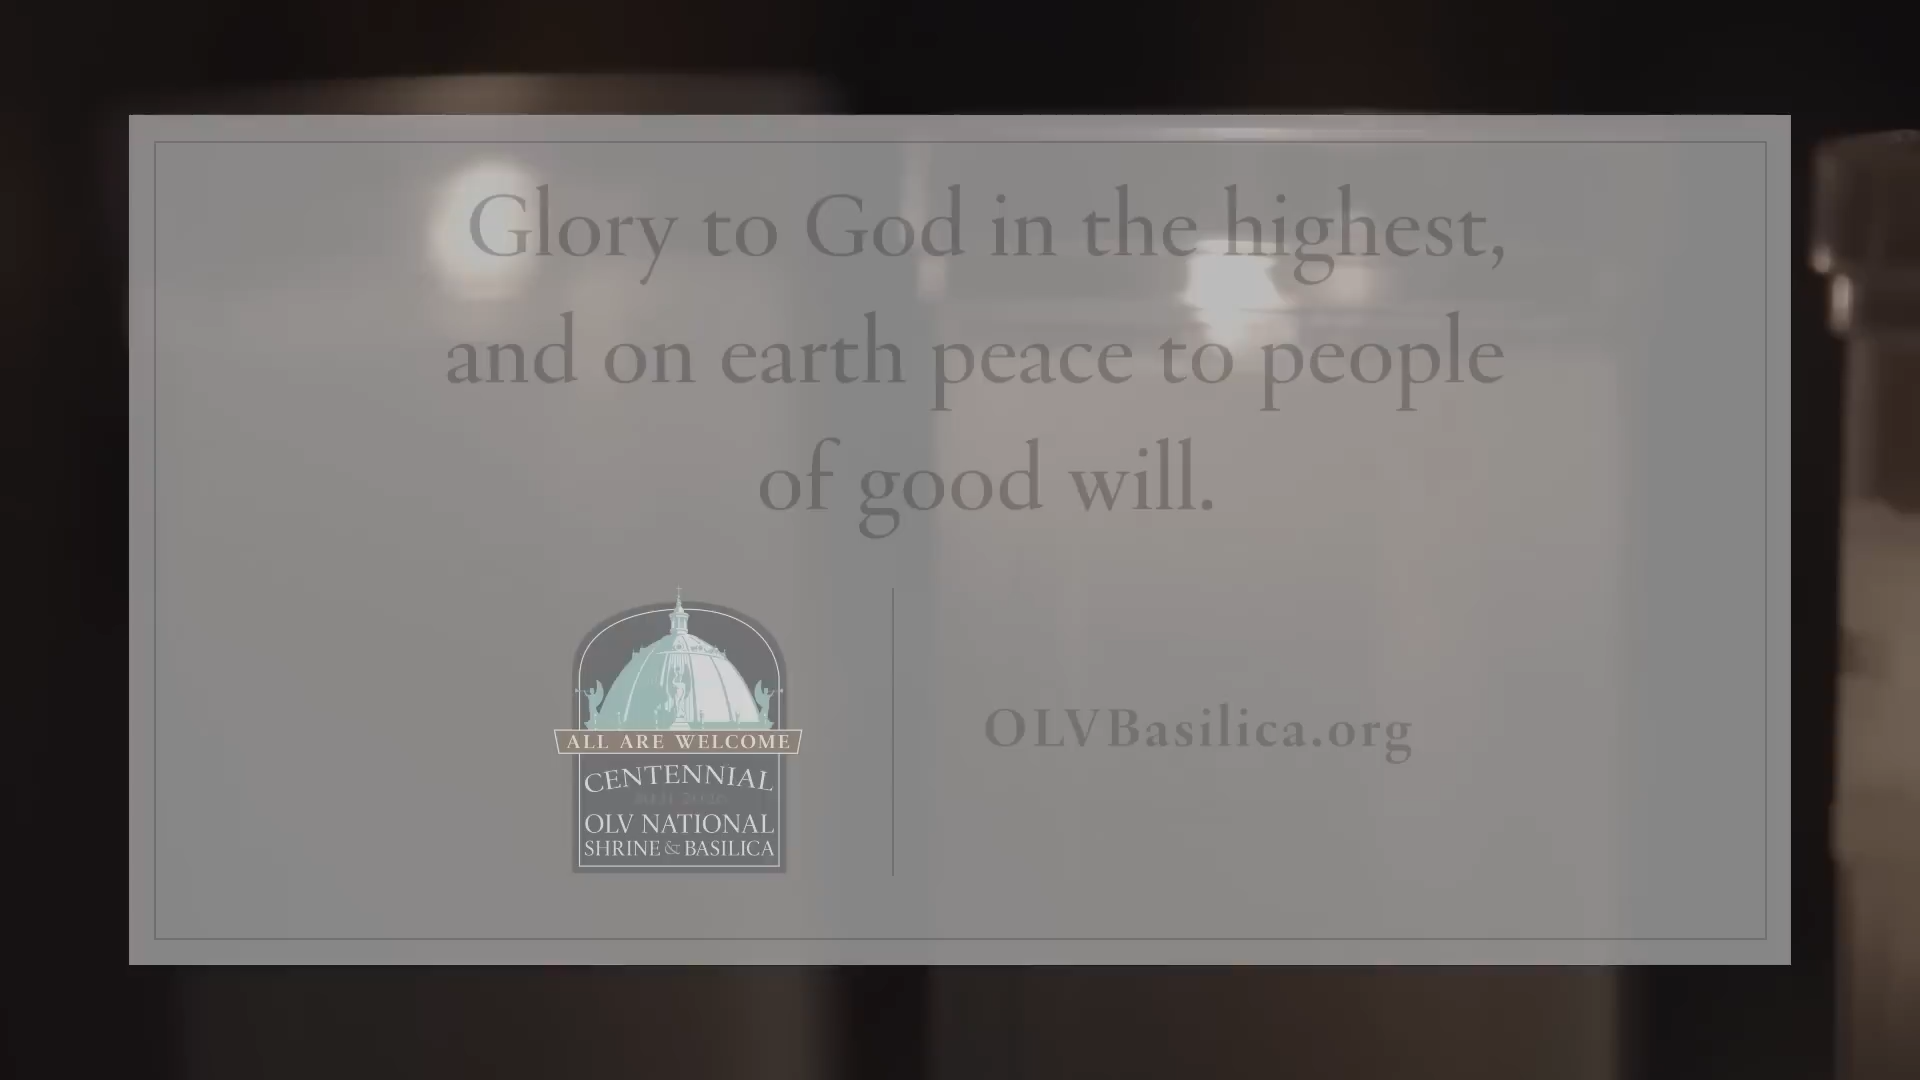 Glory to God in the highest,
and on earth peace to people
of good will.
ALL ARE WELCOME
CENTENNIAL
OLV NATIONAL
SHRINE & BASILICA
OLVBasilica.org